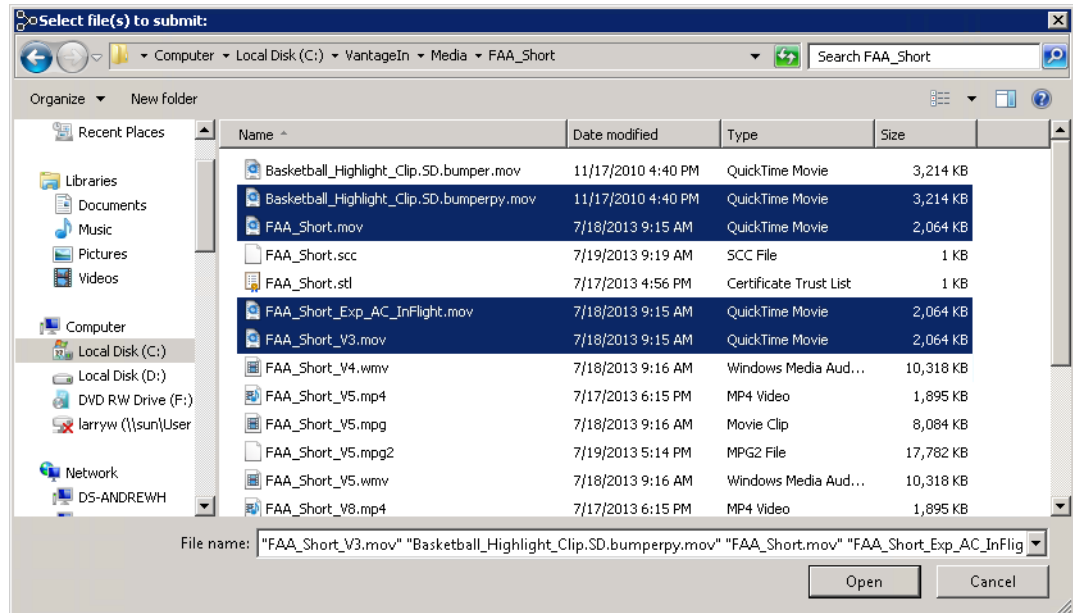 Select file(s) to submit:
Computer Local Disk (C:) VantageIn Media FAA_Short
Search FAA_Short
Organize New folder
Recent Places
Libraries
Documents
Music
Pictures
Videos
Computer
Local Disk (C:)
Local Disk (D:)
DVD RW Drive (F:)
larryw (\\sun\User
Network
DS-ANDREWH
Name Date modified Type Size
Basketball_Highlight_Clip.SD.bumper.mov 11/17/2010 4:40 PM QuickTime Movie 3,214 KB
Basketball_Highlight_Clip.SD.bumperpy.mov 11/17/2010 4:40 PM QuickTime Movie 3,214 KB
FAA_Short.mov 7/18/2013 9:15 AM QuickTime Movie 2,064 KB
FAA_Short.scc 7/19/2013 9:19 AM SCC File 1 KB
FAA_Short.stl 7/17/2013 4:56 PM Certificate Trust List 1 KB
FAA_Short_Exp_AC_InFlight.mov 7/18/2013 9:15 AM QuickTime Movie 2,064 KB
FAA_Short_V3.mov 7/18/2013 9:15 AM QuickTime Movie 2,064 KB
FAA_Short_V4.wmv 7/18/2013 9:16 AM Windows Media Aud... 10,318 KB
FAA_Short_V5.mp4 7/17/2013 6:15 PM MP4 Video 1,895 KB
FAA_Short_V5.mpg 7/18/2013 9:16 AM Movie Clip 8,084 KB
FAA_Short_V5.mpg2 7/19/2013 5:14 PM MPG2 File 17,782 KB
FAA_Short_V5.wmv 7/18/2013 9:16 AM Windows Media Aud... 10,318 KB
FAA_Short_V8.mp4 7/17/2013 6:15 PM MP4 Video 1,895 KB
File name: "FAA_Short_V3.mov" "Basketball_Highlight_Clip.SD.bumperpy.mov" "FAA_Short.mov" "FAA_Short_Exp_AC_InFlig
Open Cancel